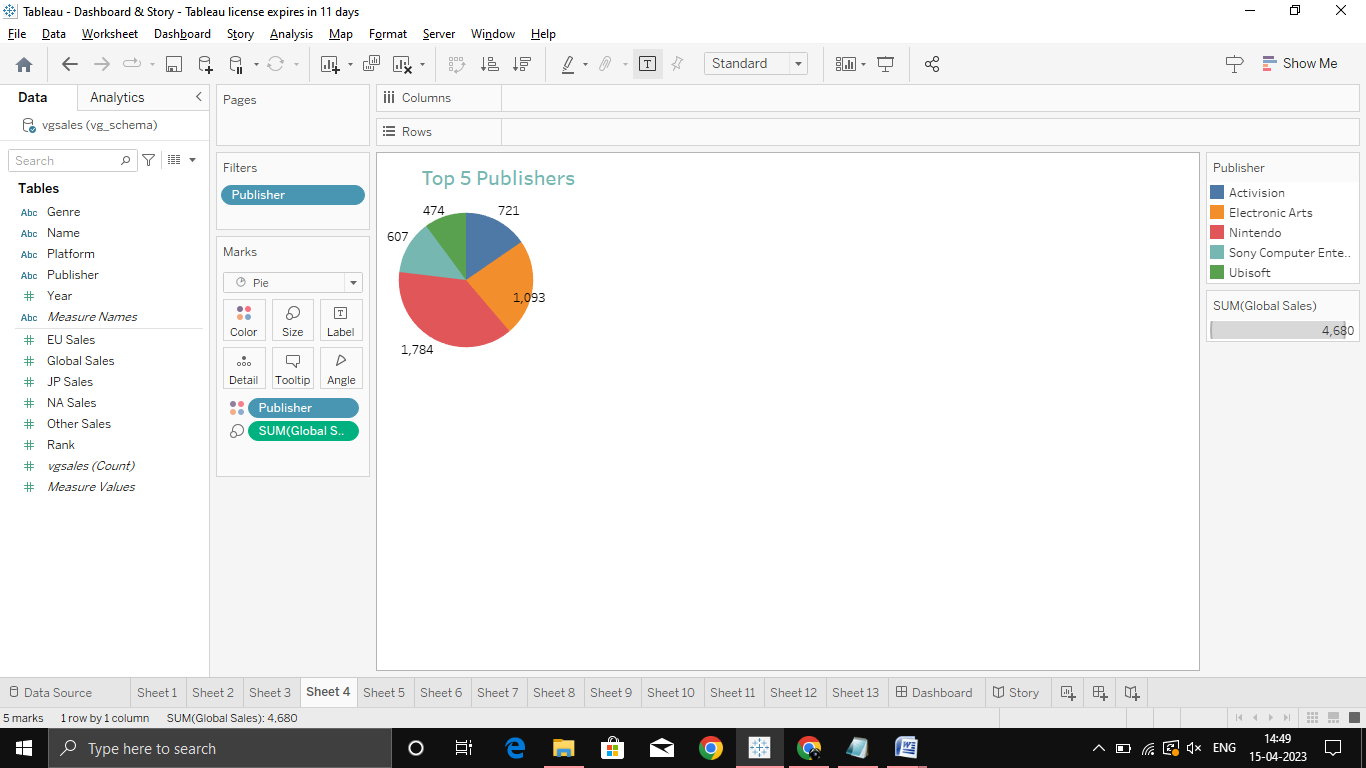 Tableau - Dashboard & Story - Tableau license expires in 11 days
File Data Worksheet Dashboard Story Analysis Map Format Server Window Help
Standard
Show Me
Data Analytics
vgsales (vg_schema)
Search
Tables
Abc Genre
Abc Name
Abc Platform
Abc Publisher
# Year
Abc Measure Names
# EU Sales
# Global Sales
# JP Sales
# NA Sales
# Other Sales
# Rank
# vgsales (Count)
# Measure Values
Pages
Filters
Publisher
Marks
Pie
Color Size Label
Detail Tooltip Angle
Publisher
SUM(Global S..
Columns
Rows
Top 5 Publishers
474 721
607
1,093
1,784
Publisher
Activision
Electronic Arts
Nintendo
Sony Computer Ente..
Ubisoft
SUM(Global Sales)
4,680
Data Source Sheet 1 Sheet 2 Sheet 3 Sheet 4 Sheet 5 Sheet 6 Sheet 7 Sheet 8 Sheet 9 Sheet 10 Sheet 11 Sheet 12 Sheet 13 Dashboard Story
5 marks 1 row by 1 column SUM(Global Sales): 4,680
Type here to search
ENG
14:49
15-04-2023